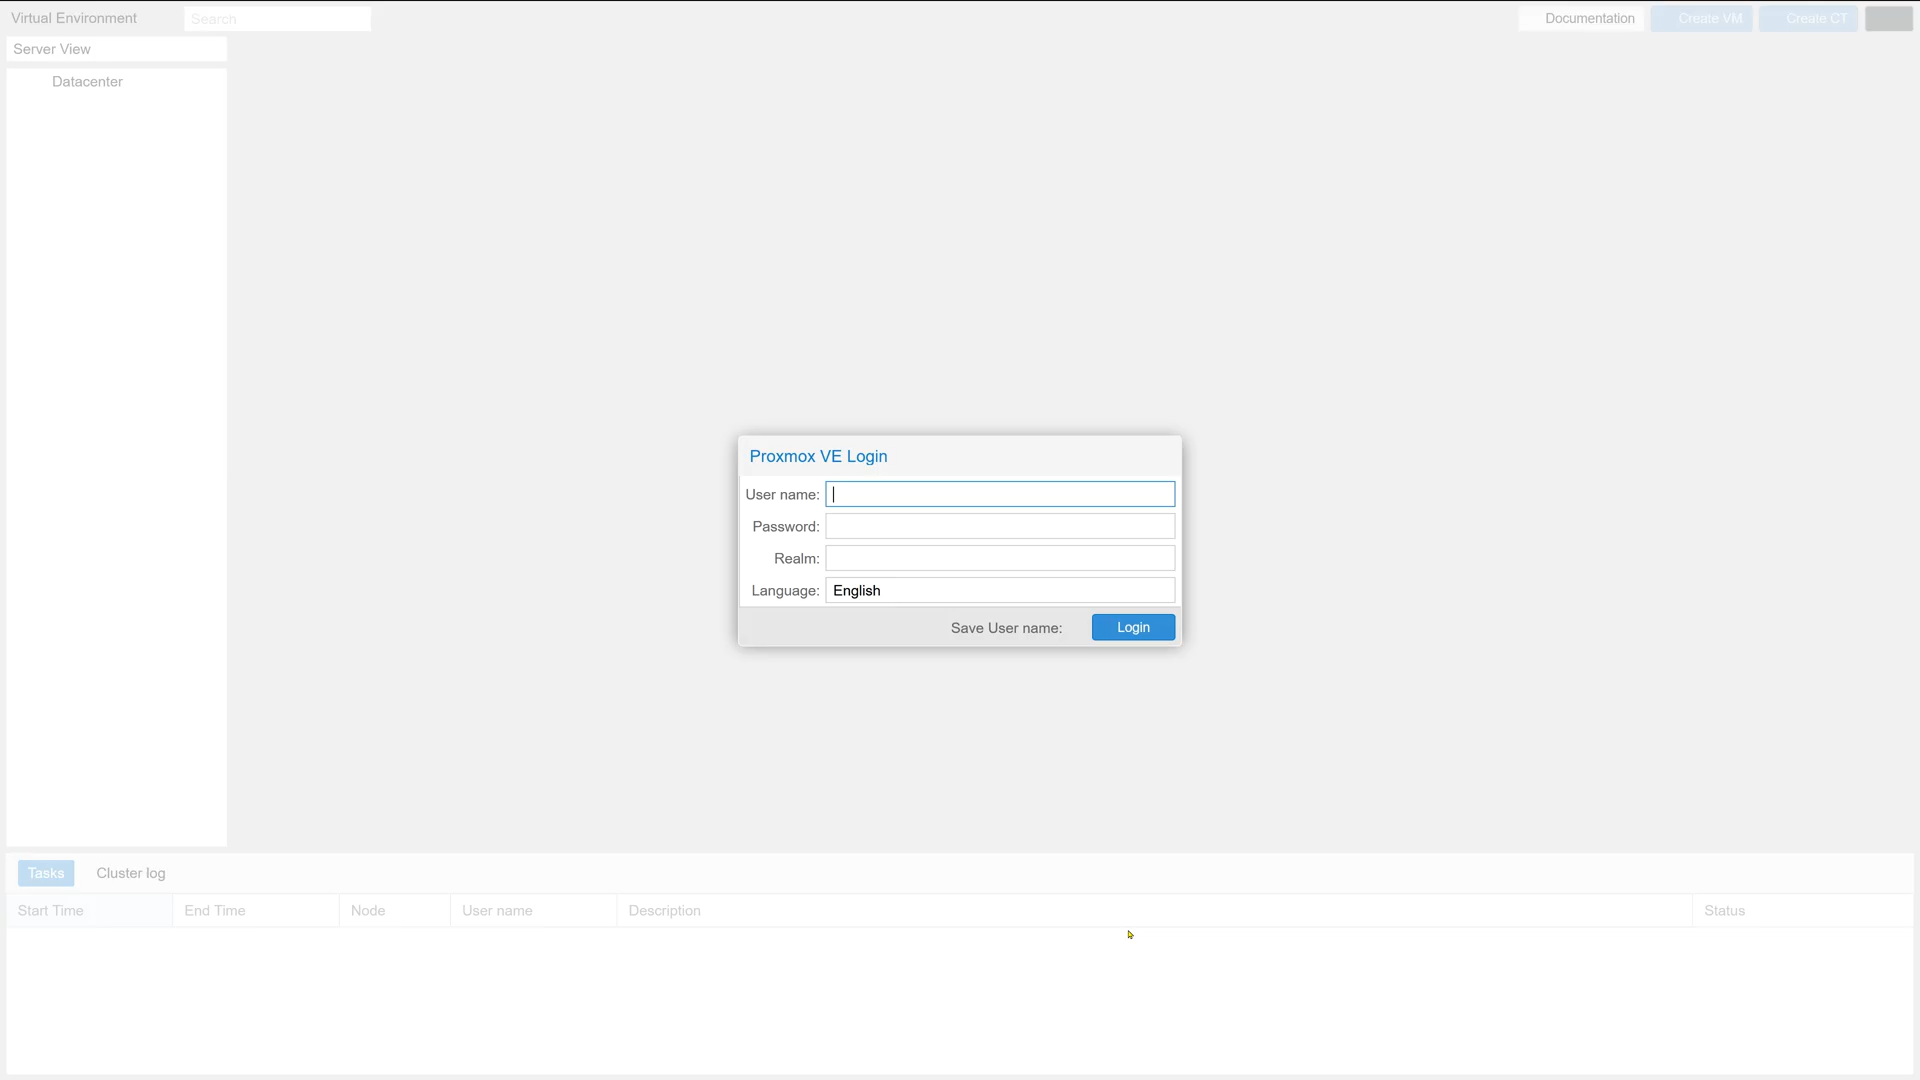 Virtual Environment
Search
Documentation
Create VM
Create CT
Server View
Datacenter
Proxmox VE Login
User name:
Password:
Realm:
Language: English
Save User name:
Login
Tasks
Cluster log
Start Time
End Time
Node
User name
Description
Status